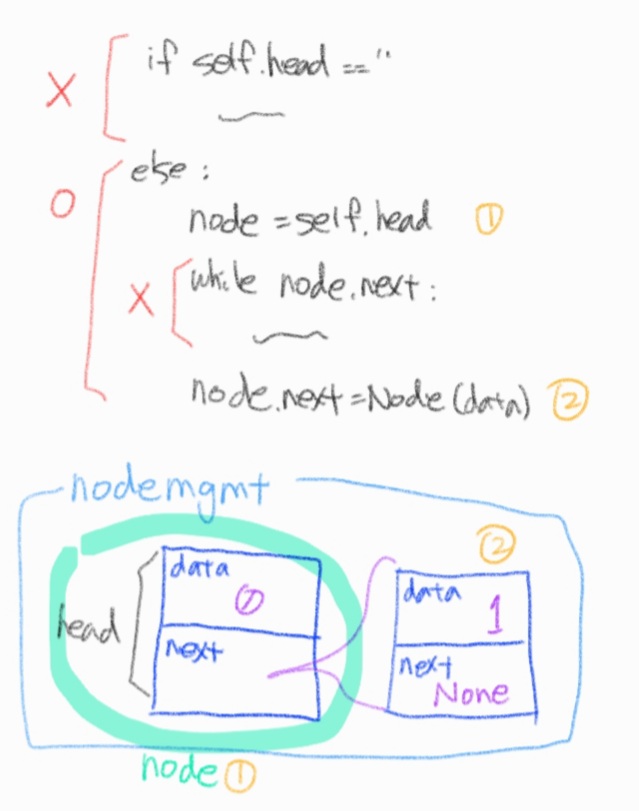 if self.head == ''
X
else :
O
node = self.head ①
X
while node.next :
node.next = Node (data) ②
nodemgmt
②
data
0
data
1
head
next
next
None
node ①